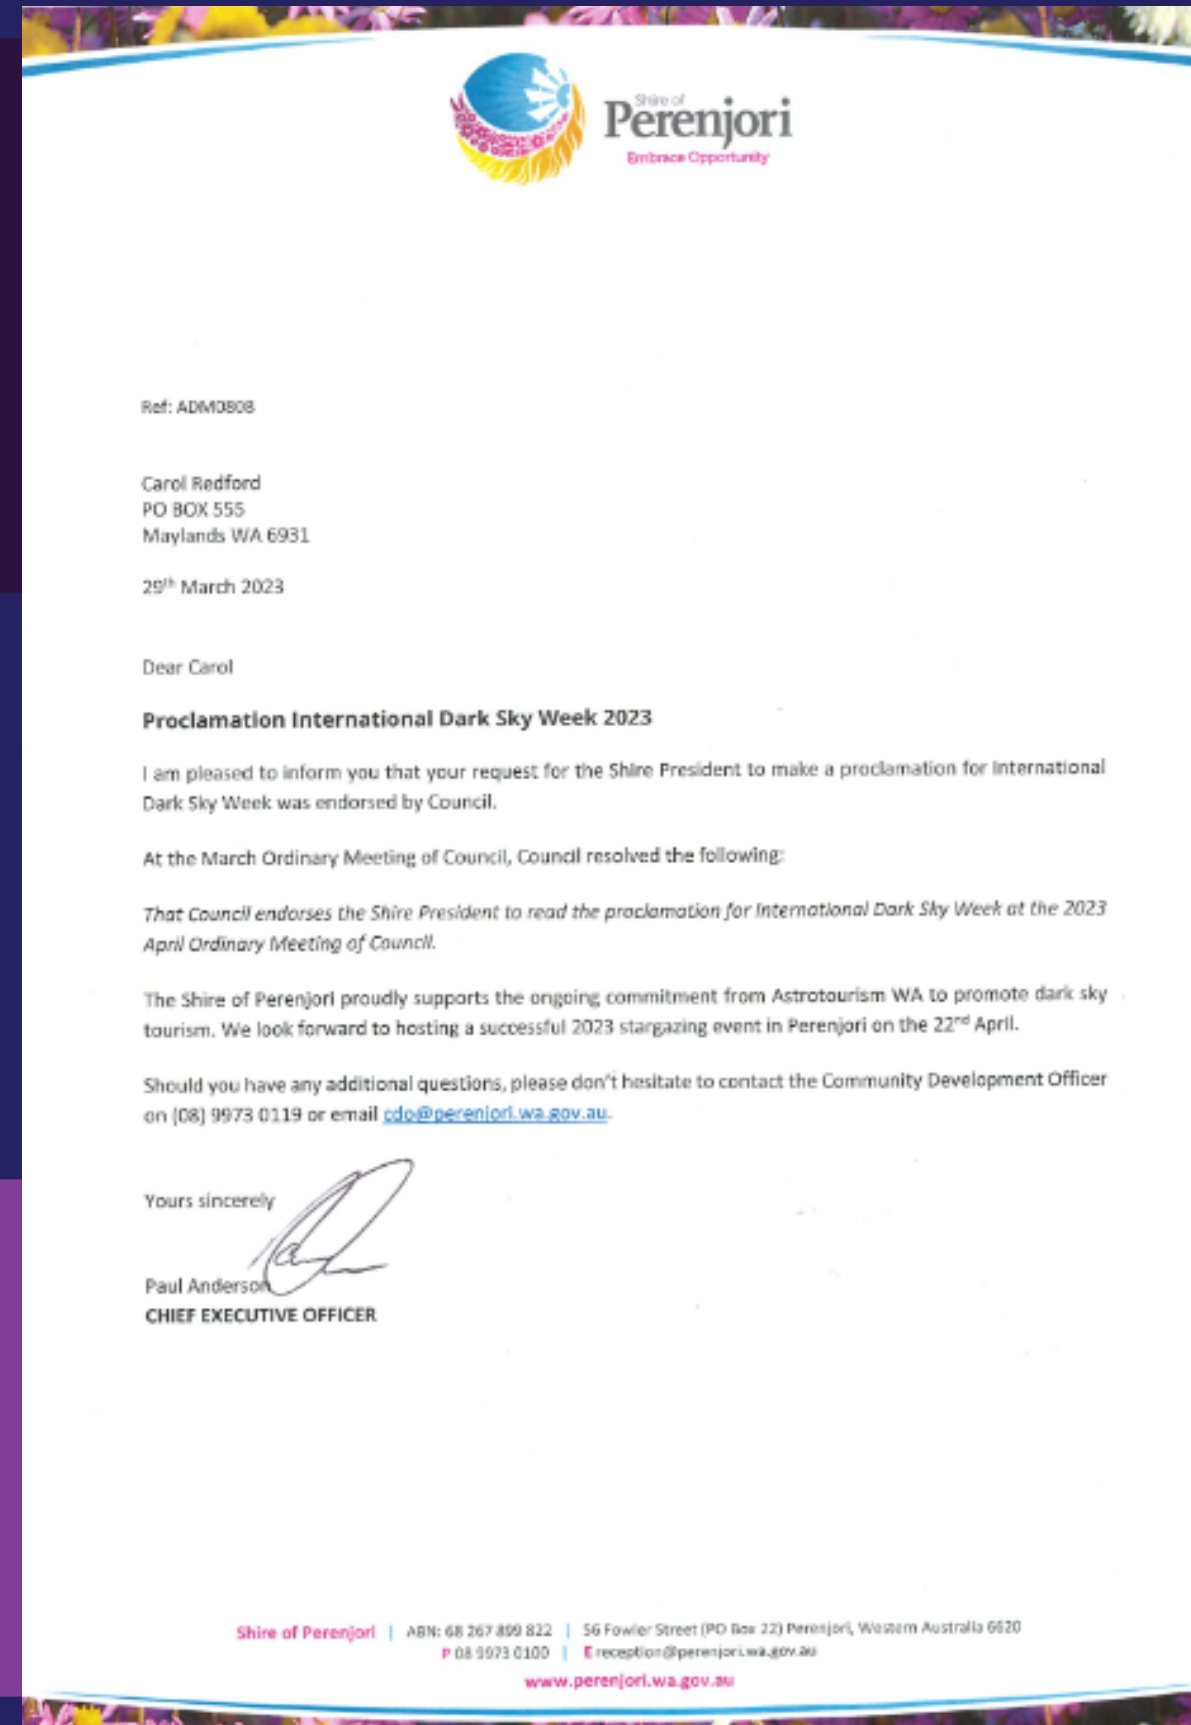 Shire of
Perenjori
Embrace Opportunity
Ref: ADM0808
Carol Redford
PO BOX 555
Maylands WA 6931
29th March 2023
Dear Carol
Proclamation International Dark Sky Week 2023
I am pleased to inform you that your request for the Shire President to make a proclamation for International
Dark Sky Week was endorsed by Council.
At the March Ordinary Meeting of Council, Council resolved the following:
That Council endorses the Shire President to read the proclamation for International Dark Sky Week at the 2023
April Ordinary Meeting of Council.
The Shire of Perenjori proudly supports the ongoing commitment from Astrotourism WA to promote dark sky
tourism. We look forward to hosting a successful 2023 stargazing event in Perenjori on the 22nd April.
Should you have any additional questions, please don't hesitate to contact the Community Development Officer
on (08) 9973 0119 or email cdo@perenjori.wa.gov.au.
Yours sincerely
Paul Anderson
CHIEF EXECUTIVE OFFICER
Shire of Perenjori | ABN: 68 267 899 822 | 56 Fowler Street (PO Box 22) Perenjori, Western Australia 6620
P 08 9973 0100 | E reception@perenjori.wa.gov.au
www.perenjori.wa.gov.au